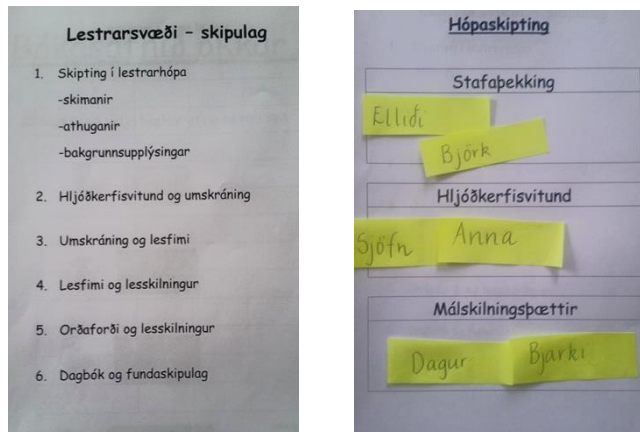 Lestrarsvæði – skipulag
1. Skipting í lestrarhópa
-skimanir
-athuganir
-bakgrunnsupplýsingar
2. Hljóðkerfisvitund og umskráning
3. Umskráning og lesfimi
4. Lesfimi og lesskilningur
5. Orðaforði og lesskilningur
6. Dagbók og fundaskipulag
Hópaskipting
Stafaþekking
Elliði
Björk
Hljóðkerfisvitund
Sjöfn Anna
Málskilningsþættir
Dagur Bjarki